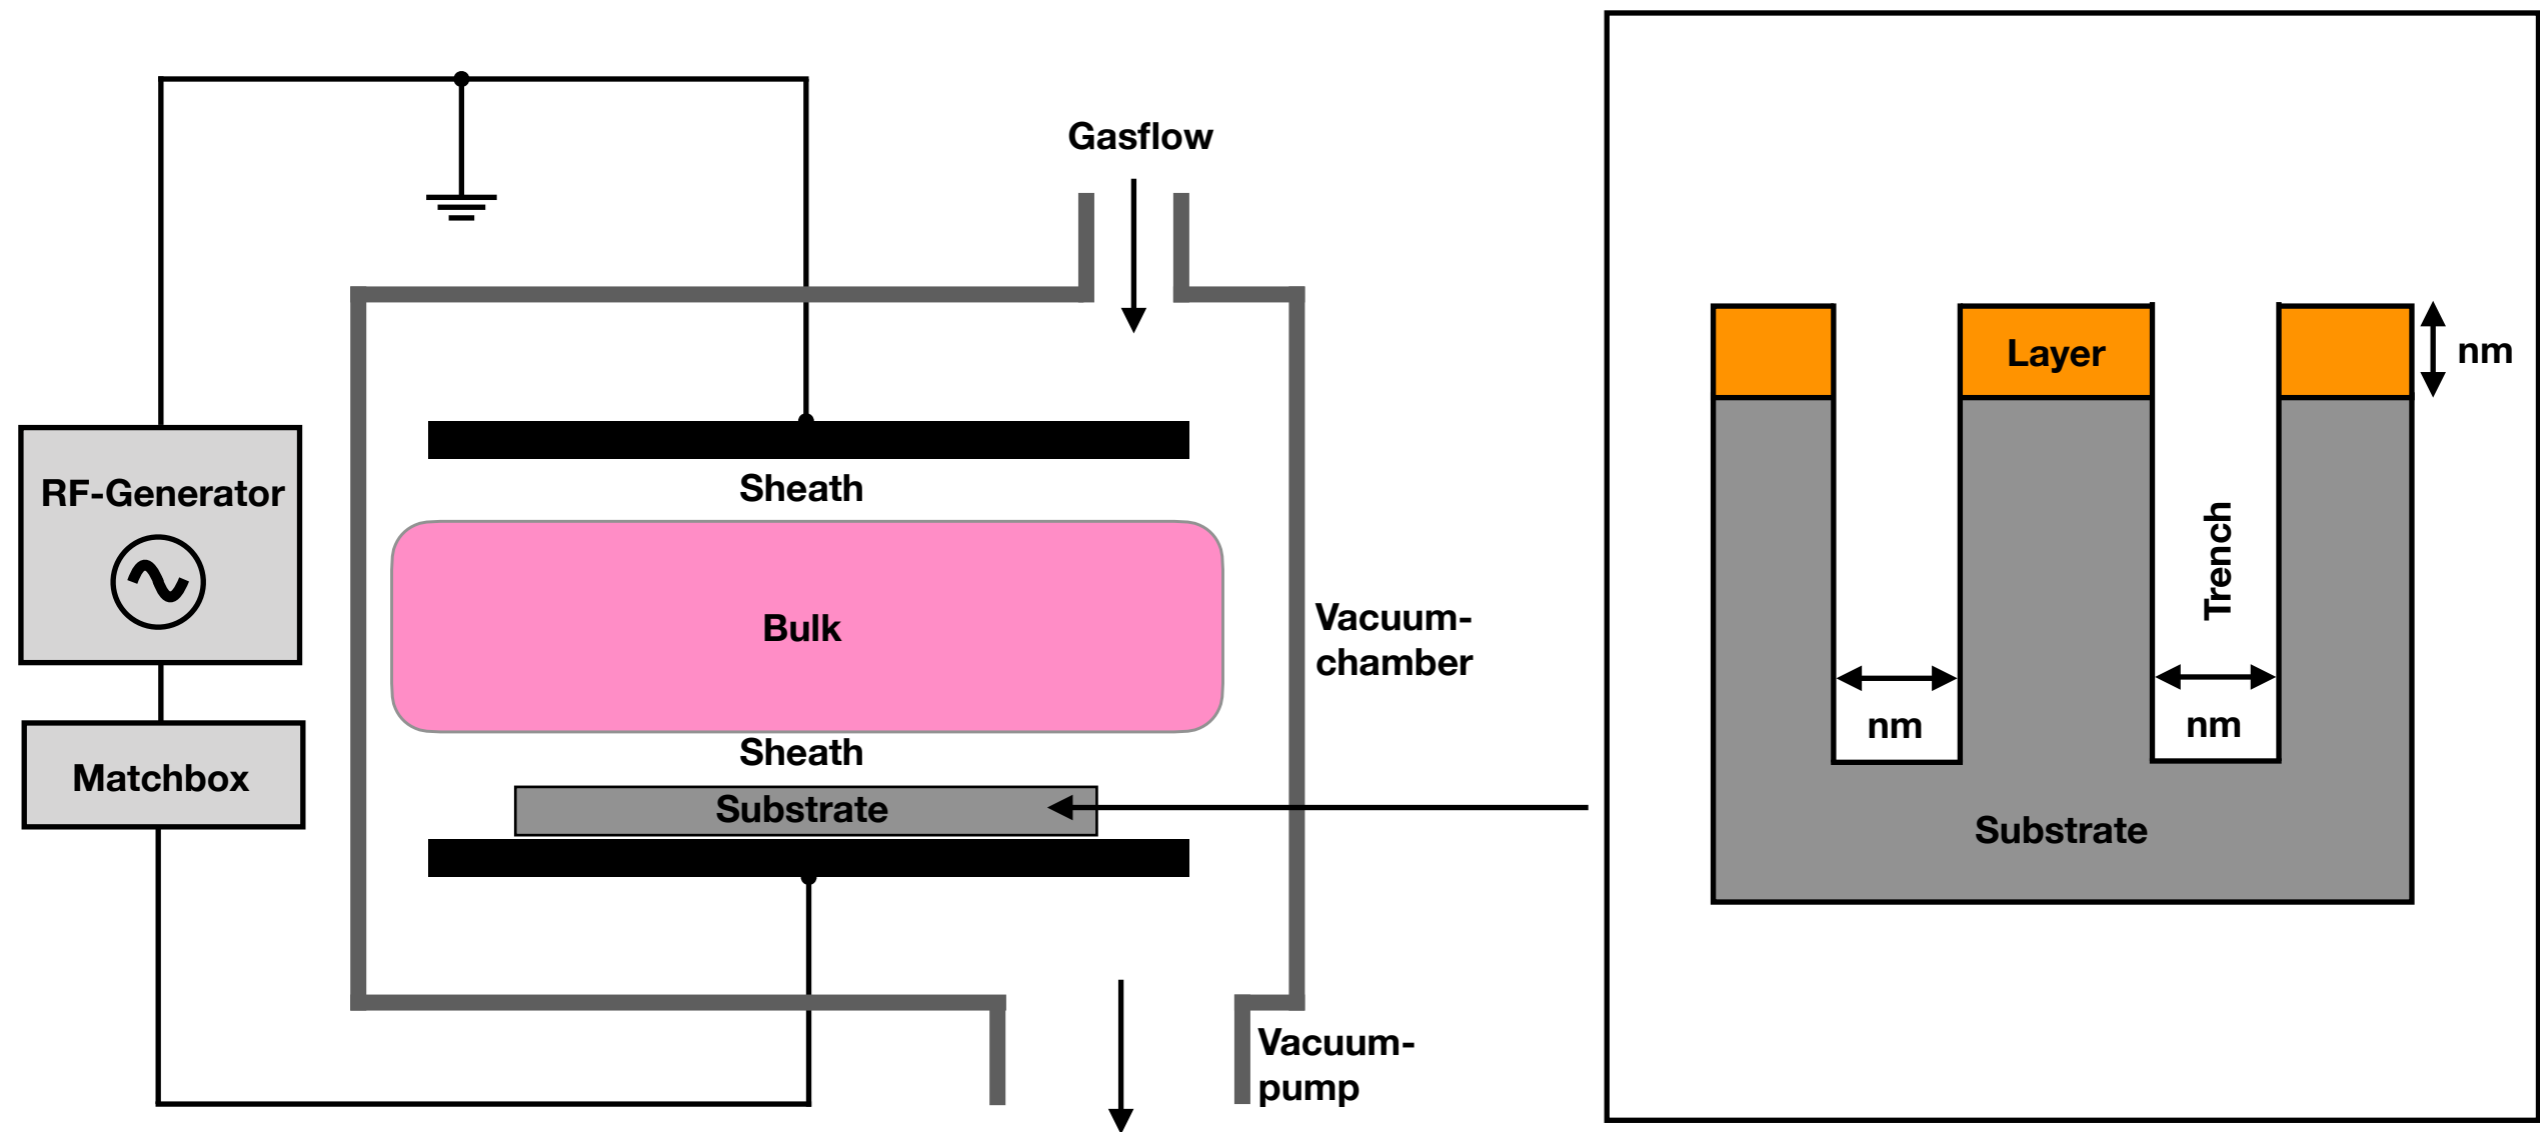 Gasflow
RF-Generator
Sheath
Bulk
Vacuum-
chamber
Sheath
Matchbox
Substrate
Vacuum-
pump
Layer
nm
Trench
nm
nm
Substrate